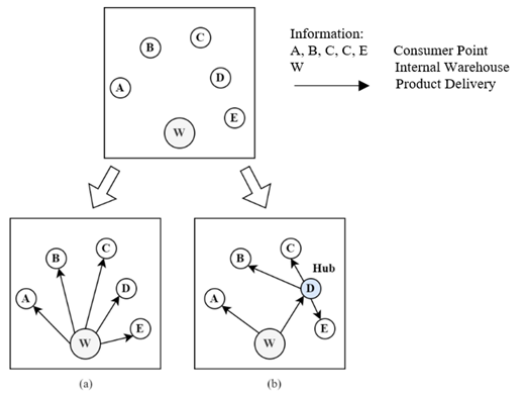 Information:
A, B, C, C, E Consumer Point
W Internal Warehouse
Product Delivery
C
B
D
A
E
W
C
B
D
A
E
W
(a)
C
B
Hub
D
A
E
W
(b)